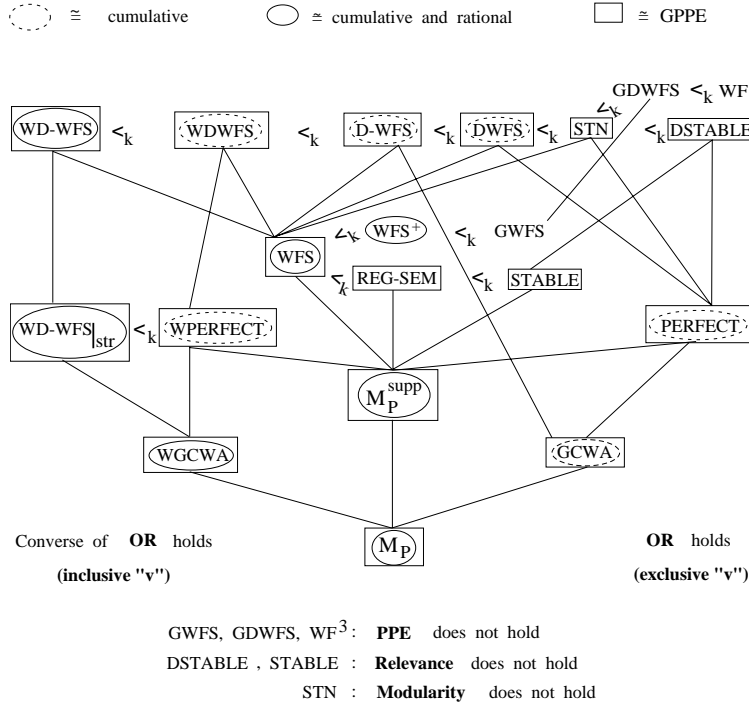 ≅ cumulative ≅ cumulative and rational ≅ GPPE
GDWFS <k WF
WD-WFS <k WDWFS <k D-WFS <k DWFS <k STN <k <k DSTABLE
WFS <k WFS+ <k GWFS
<k REG-SEM <k STABLE
WD-WFS|str <k WPERFECT PERFECT
M_P^supp
WGCWA GCWA
M_P
Converse of OR holds
(inclusive "v")
OR holds
(exclusive "v")
GWFS, GDWFS, WF³ : PPE does not hold
DSTABLE , STABLE : Relevance does not hold
STN : Modularity does not hold